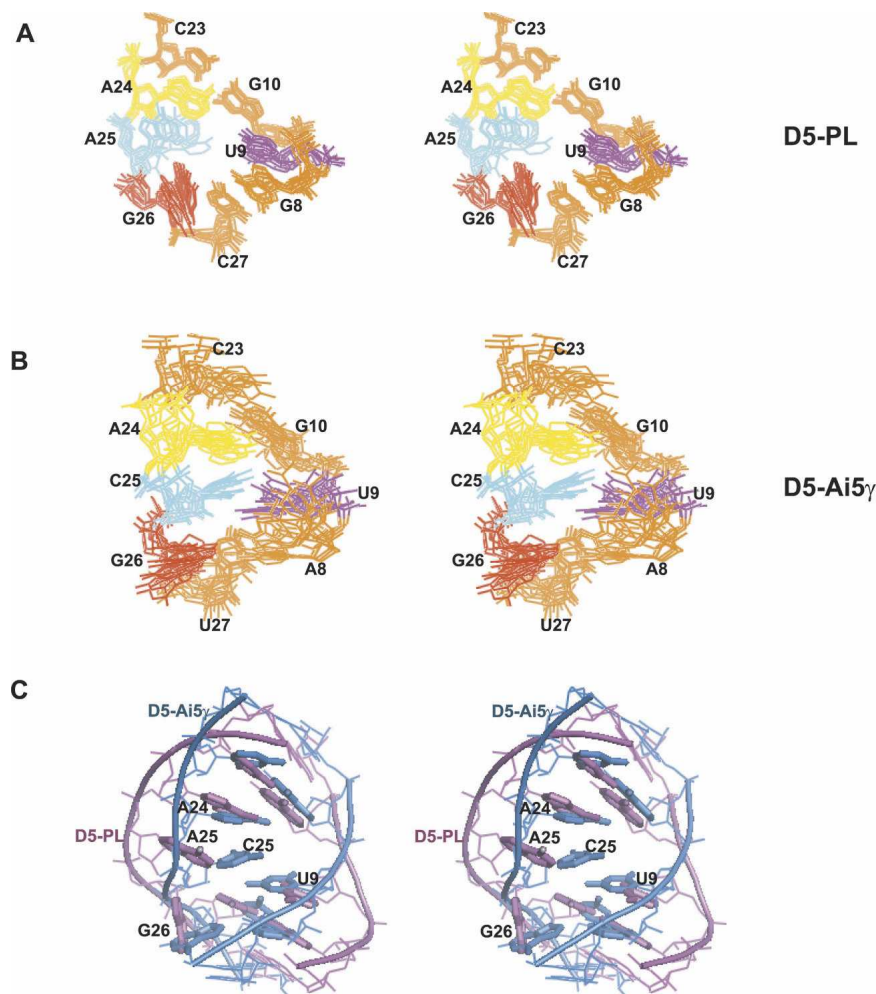 A
C23
A24
G10
A25
U9
G26
G8
C27
C23
A24
G10
A25
U9
G26
G8
C27
D5-PL
B
C23
A24
G10
C25
U9
G26
A8
U27
C23
A24
G10
C25
U9
G26
A8
U27
D5-Ai5γ
C
D5-Ai5γ
A24
D5-PL
A25
C25
U9
G26
D5-Ai5γ
A24
D5-PL
A25
C25
U9
G26